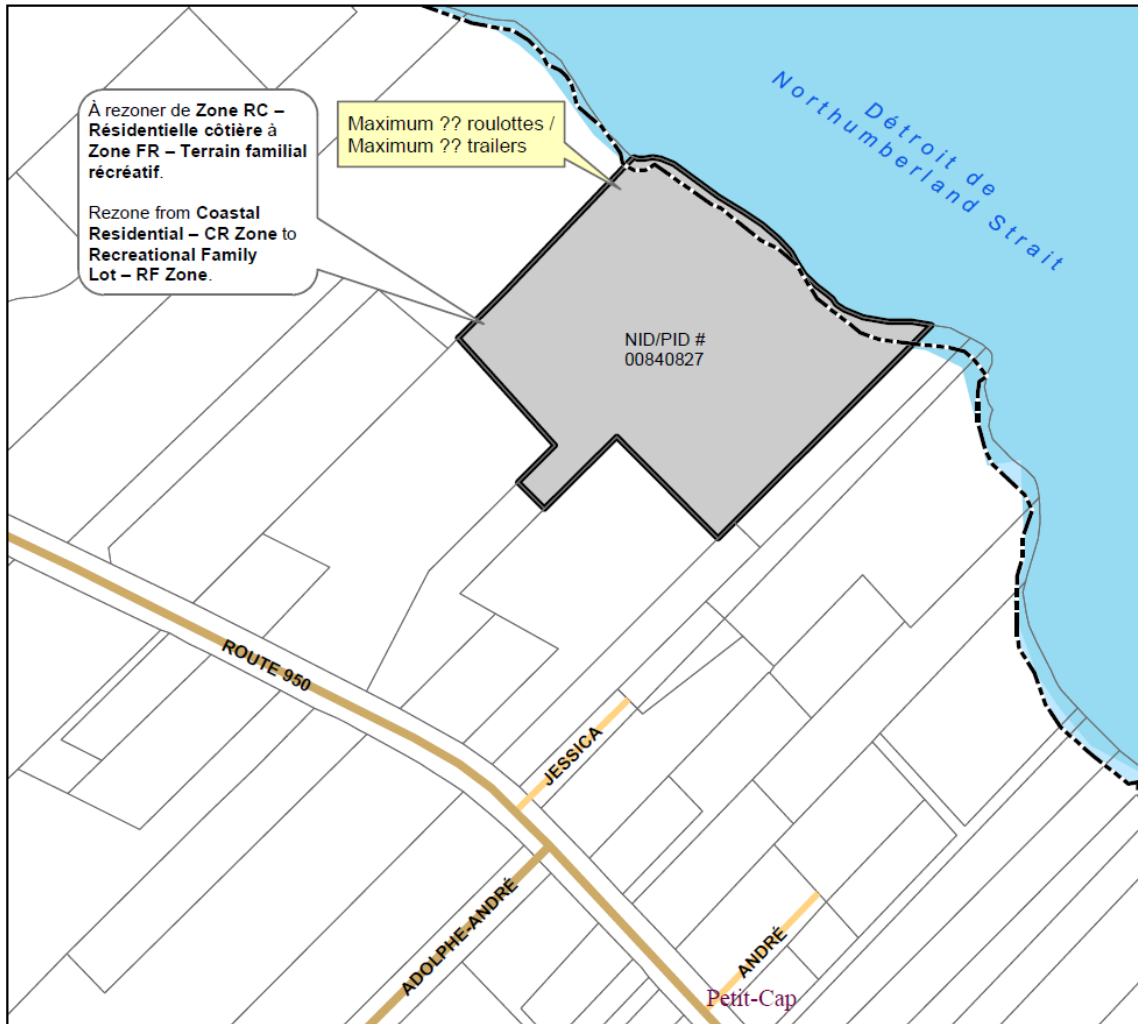 À rezoner de Zone RC –
Résidentielle côtière à
Zone FR – Terrain familial
récréatif.
Rezone from Coastal
Residential – CR Zone to
Recreational Family
Lot – RF Zone.
Maximum ?? roulottes /
Maximum ?? trailers
Détroit de
Northumberland Strait
NID/PID #
00840827
ROUTE 950
JESSICA
ADOLPHE-ANDRÉ
ANDRÉ
Petit-Cap